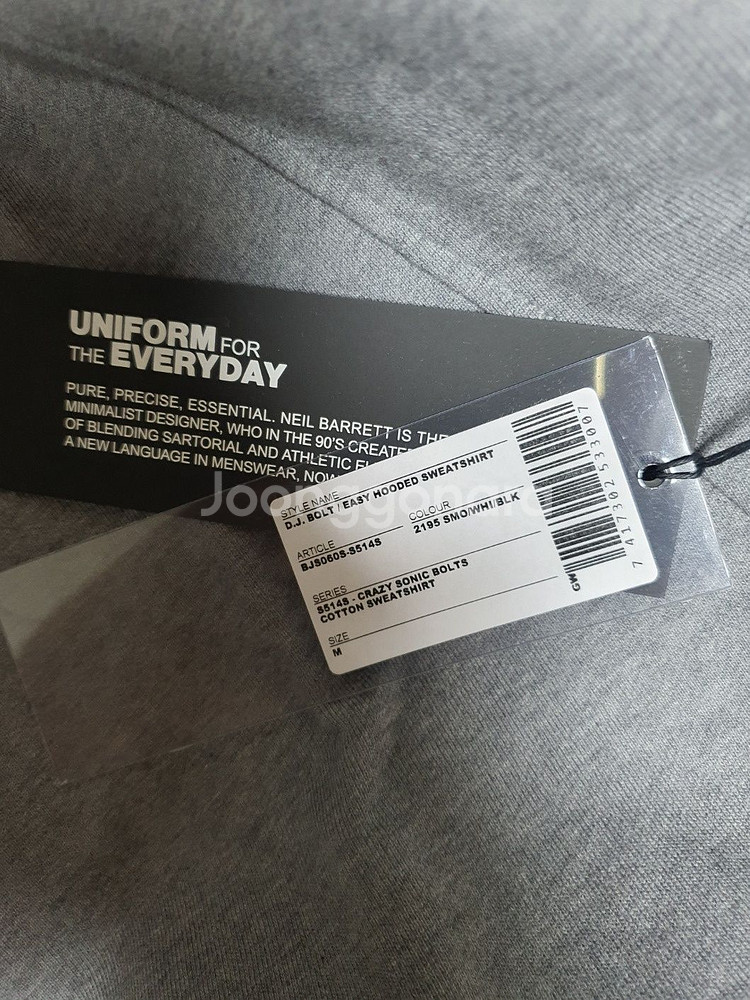 UNIFORM FOR
THE EVERYDAY
PURE, PRECISE, ESSENTIAL. NEIL BARRETT IS THE
MINIMALIST DESIGNER, WHO IN THE 90'S CREATED
OF BLENDING SARTORIAL AND ATHLETIC
A NEW LANGUAGE IN MENSWEAR, NOW
STYLE NAME
D.J. BOLT / EASY HOODED SWEATSHIRT
ARTICLE
BJS060S-S514S
COLOUR
2195 SMO/WHI/BLK
SERIES
S514S - CRAZY SONIC BOLTS
COTTON SWEATSHIRT
SIZE
M
7 417302 533007
Joonggonara